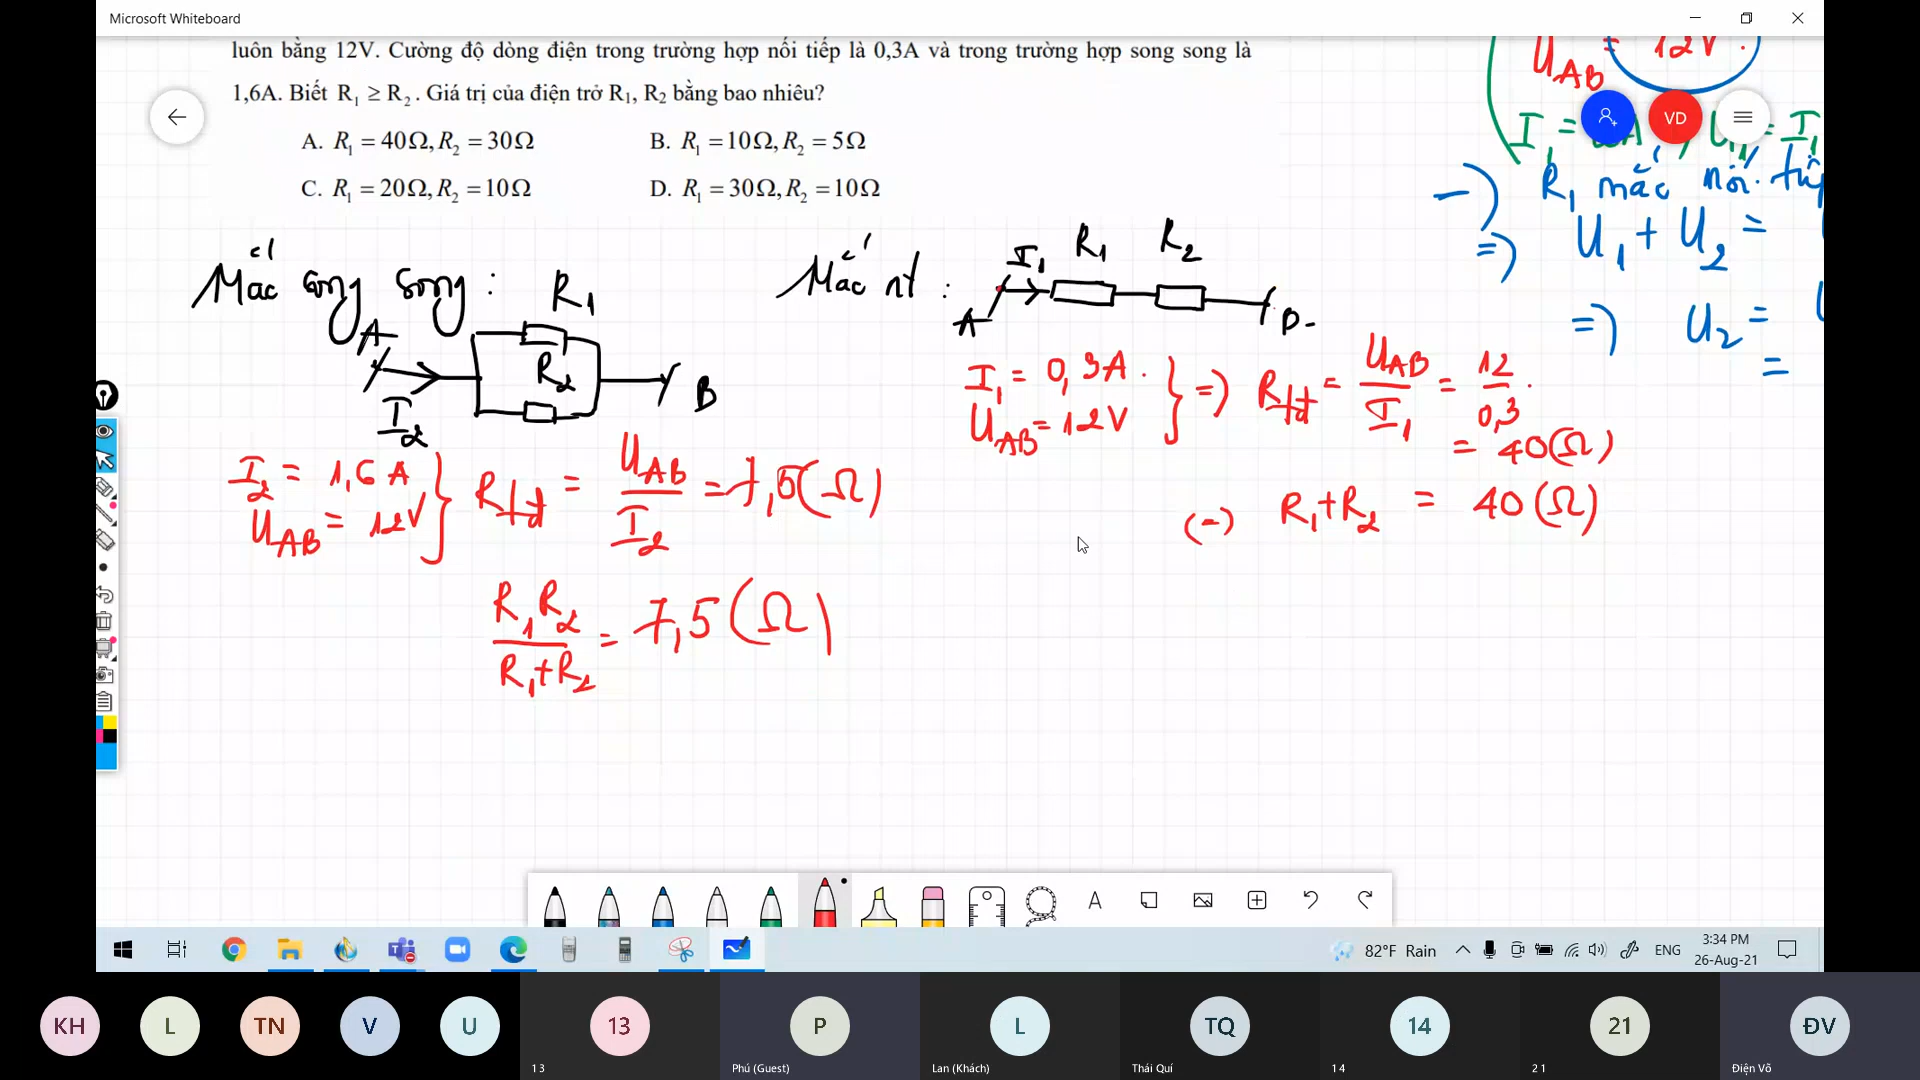 Microsoft Whiteboard
luôn bằng 12V. Cường độ dòng điện trong trường hợp nối tiếp là 0,3A và trong trường hợp song song là
1,6A. Biết R₁ ≥ R₂. Giá trị của điện trở R₁, R₂ bằng bao nhiêu?
A. R₁ = 40Ω, R₂ = 30Ω
B. R₁ = 10Ω, R₂ = 5Ω
C. R₁ = 20Ω, R₂ = 10Ω
D. R₁ = 30Ω, R₂ = 10Ω
U_AB = 12V.
VD
R₁ mắc nối
=> U₁ + U₂ =
=> U₂ =
=
Mắc song song :
R₁
A
R₂
B
I₂
I₂ = 1,6 A
U_AB = 12V
R_tđ = U_AB / I₂ = 7,5(Ω)
R₁R₂ / R₁+R₂ = 7,5(Ω)
Mắc nt :
I₁ R₁ R₂
A B
I₁ = 0,3A.
U_AB = 12V
=> R_tđ = U_AB / I₁ = 12 / 0,3.
= 40(Ω)
(=) R₁+R₂ = 40(Ω)
82°F Rain
ENG
3:34 PM
26-Aug-21
KH
L
TN
V
U
13
13
P
Phú (Guest)
L
Lan (Khách)
TQ
Thái Quí
14
14
21
21
ĐV
Điện Võ